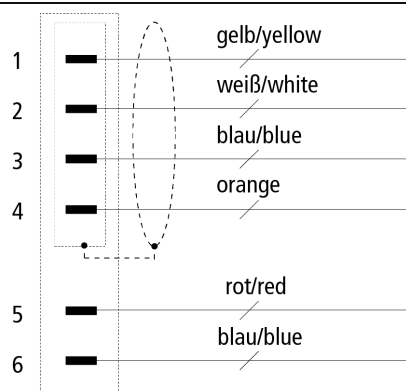 1 gelb/yellow
2 weiß/white
3 blau/blue
4 orange
5 rot/red
6 blau/blue